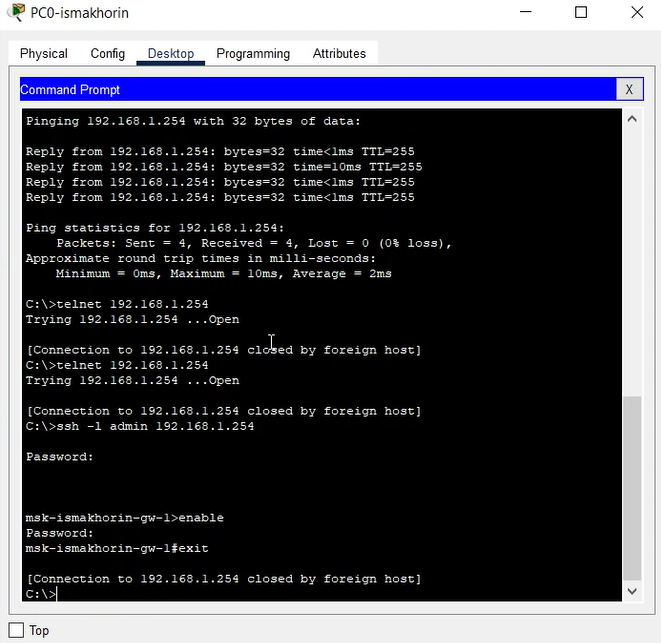 PC0-ismakhorin
Physical Config Desktop Programming Attributes
Command Prompt X
Pinging 192.168.1.254 with 32 bytes of data:
Reply from 192.168.1.254: bytes=32 time<1ms TTL=255
Reply from 192.168.1.254: bytes=32 time=10ms TTL=255
Reply from 192.168.1.254: bytes=32 time<1ms TTL=255
Reply from 192.168.1.254: bytes=32 time<1ms TTL=255
Ping statistics for 192.168.1.254:
Packets: Sent = 4, Received = 4, Lost = 0 (0% loss),
Approximate round trip times in milli-seconds:
Minimum = 0ms, Maximum = 10ms, Average = 2ms
C:\>telnet 192.168.1.254
Trying 192.168.1.254 ...Open
[Connection to 192.168.1.254 closed by foreign host]
C:\>telnet 192.168.1.254
Trying 192.168.1.254 ...Open
[Connection to 192.168.1.254 closed by foreign host]
C:\>ssh -l admin 192.168.1.254
Password:
msk-ismakhorin-gw-1>enable
Password:
msk-ismakhorin-gw-1#exit
[Connection to 192.168.1.254 closed by foreign host]
C:\>
Top